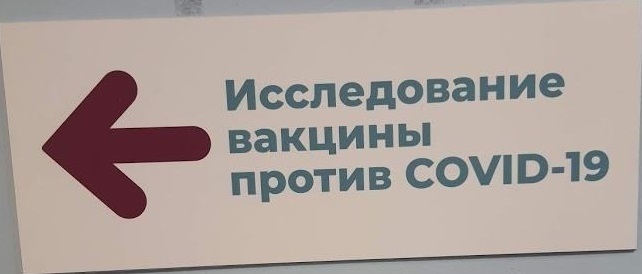 Исследование
вакцины
против COVID-19